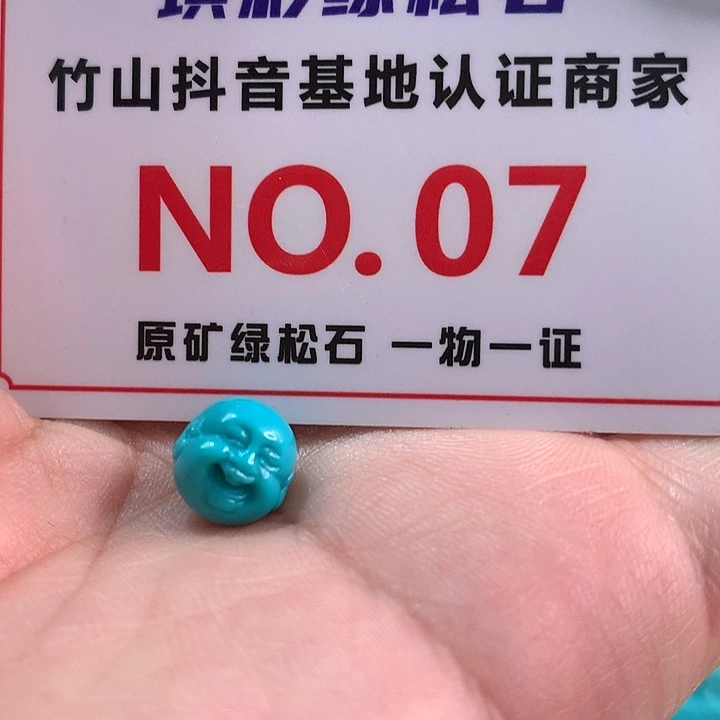 竹山抖音基地认证商家
NO.07
原矿绿松石 一物一证